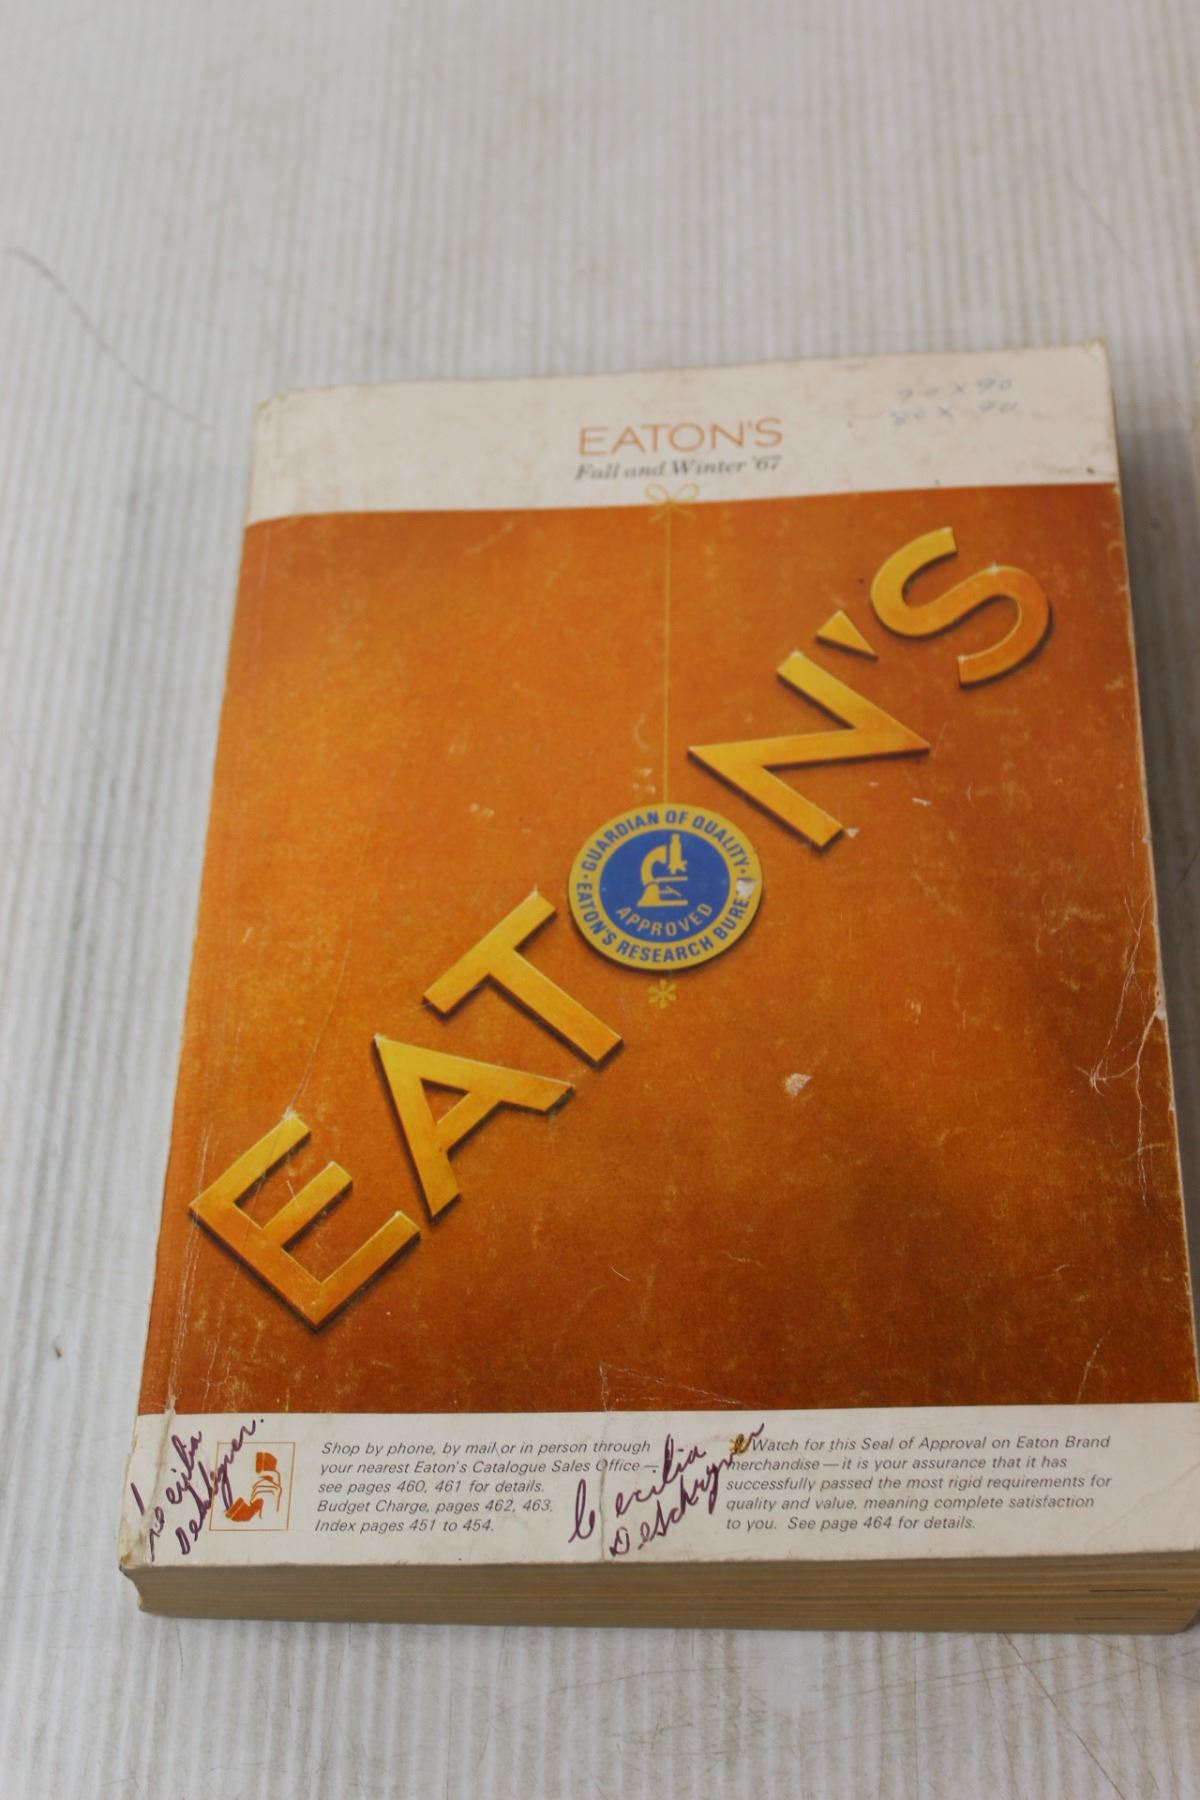 EATON'S
Fall and Winter '67
EATON'S
GUARDIAN OF QUALITY
APPROVED
EATON'S RESEARCH BURE
Shop by phone, by mail or in person through
your nearest Eaton's Catalogue Sales Office —
see pages 460, 461 for details.
Budget Charge, pages 462, 463.
Index pages 451 to 454.
Watch for this Seal of Approval on Eaton Brand
merchandise — it is your assurance that it has
successfully passed the most rigid requirements for
quality and value, meaning complete satisfaction
to you. See page 464 for details.
Cecilia
Deschryver